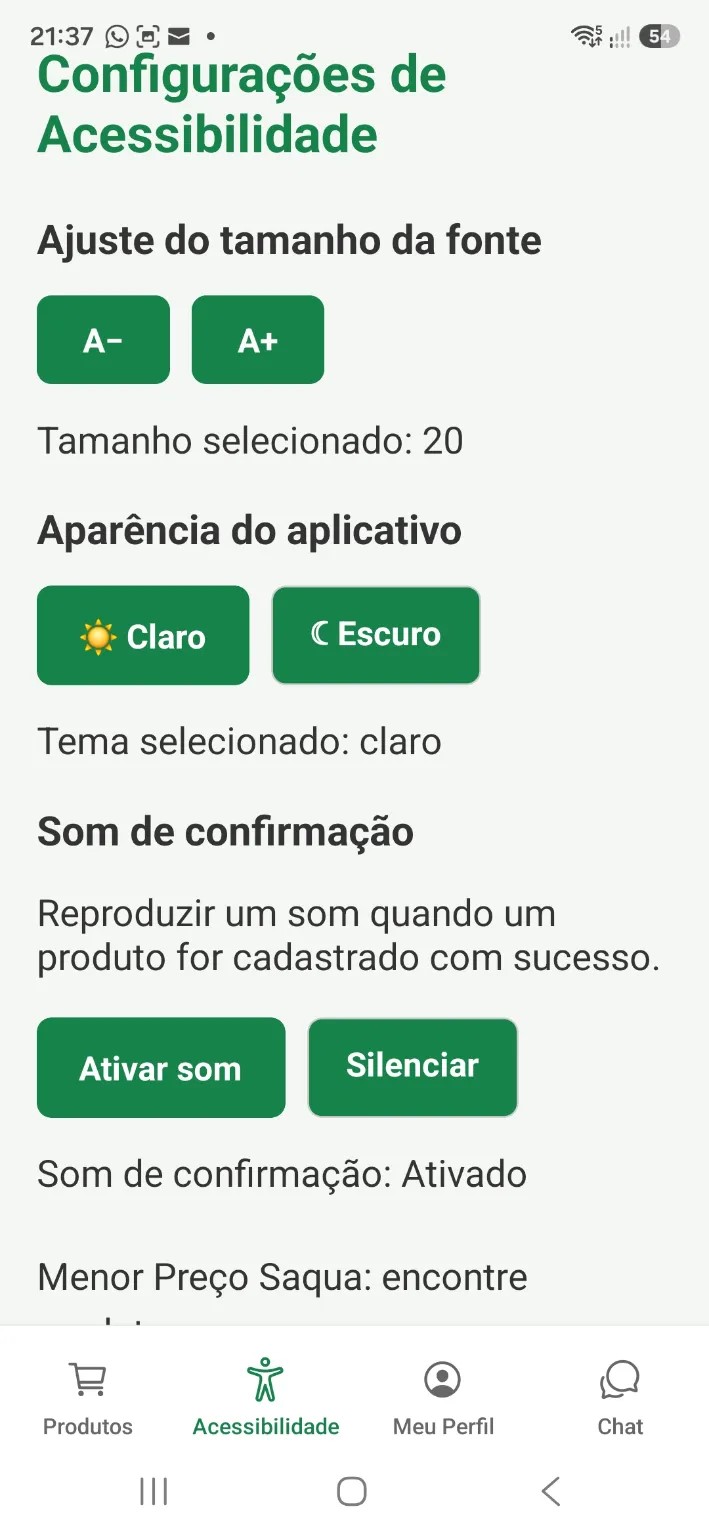 21:37
5
54
Configurações de
Acessibilidade
Ajuste do tamanho da fonte
A− A+
Tamanho selecionado: 20
Aparência do aplicativo
☀️ Claro ☾ Escuro
Tema selecionado: claro
Som de confirmação
Reproduzir um som quando um
produto for cadastrado com sucesso.
Ativar som Silenciar
Som de confirmação: Ativado
Menor Preço Saqua: encontre
Produtos Acessibilidade Meu Perfil Chat